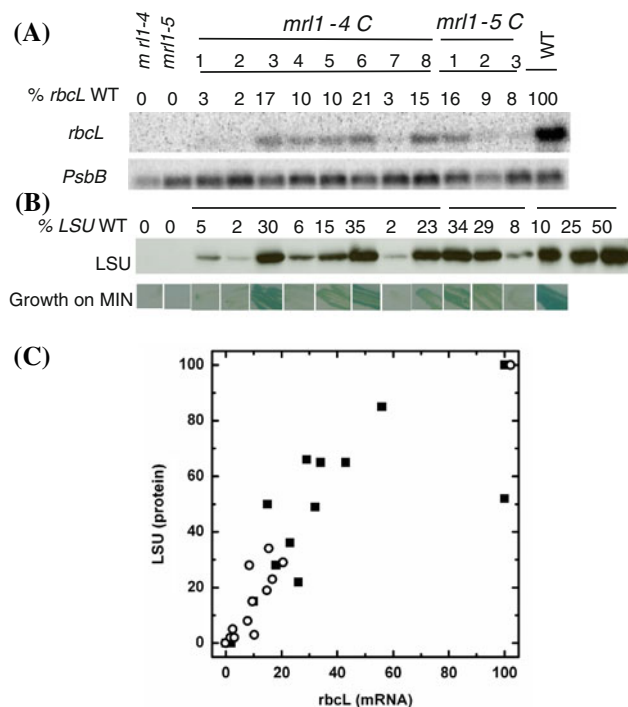 (A)
m rl1-4
mrl1-5
mrl1 -4 C
mrl1 -5 C
WT
1 2 3 4 5 6 7 8 1 2 3
% rbcL WT 0 0 3 2 17 10 10 21 3 15 16 9 8 100
rbcL
PsbB
(B)
% LSU WT 0 0 5 2 30 6 15 35 2 23 34 29 8 10 25 50
LSU
Growth on MIN
(C)
100
80
60
40
20
0
LSU (protein)
0 20 40 60 80 100
rbcL (mRNA)